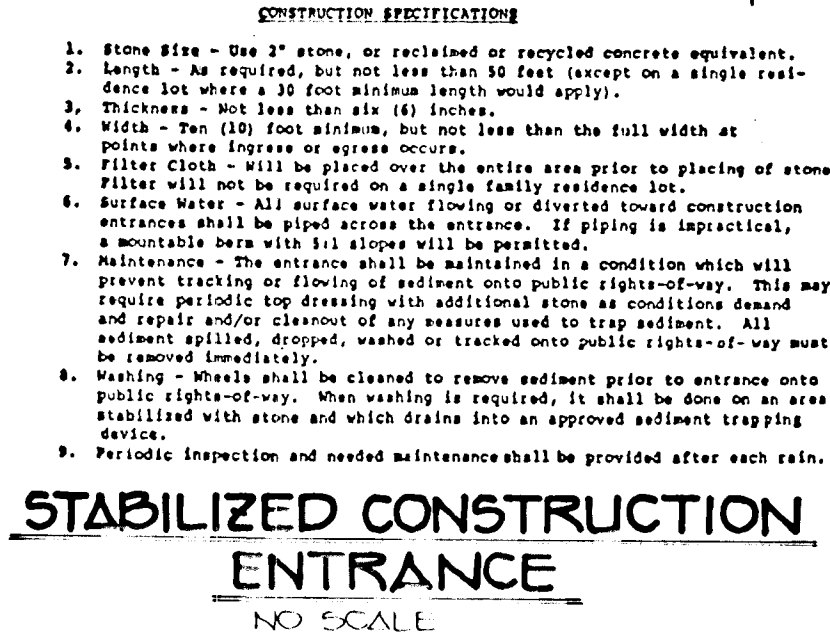 CONSTRUCTION SPECIFICATIONS
1. Stone Size - Use 2" stone, or reclaimed or recycled concrete equivalent.
2. Length - As required, but not less than 50 feet (except on a single resi-
dence lot where a 30 foot minimum length would apply).
3. Thickness - Not less than six (6) inches.
4. Width - Ten (10) foot minimum, but not less than the full width at
points where ingress or egress occurs.
5. Filter Cloth - Will be placed over the entire area prior to placing of stone
Filter will not be required on a single family residence lot.
6. Surface Water - All surface water flowing or diverted toward construction
entrances shall be piped across the entrance. If piping is impractical,
a mountable berm with 5:1 slopes will be permitted.
7. Maintenance - The entrance shall be maintained in a condition which will
prevent tracking or flowing of sediment onto public rights-of-way. This may
require periodic top dressing with additional stone as conditions demand
and repair and/or cleanout of any measures used to trap sediment. All
sediment spilled, dropped, washed or tracked onto public rights-of-way must
be removed immediately.
8. Washing - Wheels shall be cleaned to remove sediment prior to entrance onto
public rights-of-way. When washing is required, it shall be done on an area
stabilized with stone and which drains into an approved sediment trapping
device.
9. Periodic inspection and needed maintenance shall be provided after each rain.
STABILIZED CONSTRUCTION
ENTRANCE
NO SCALE